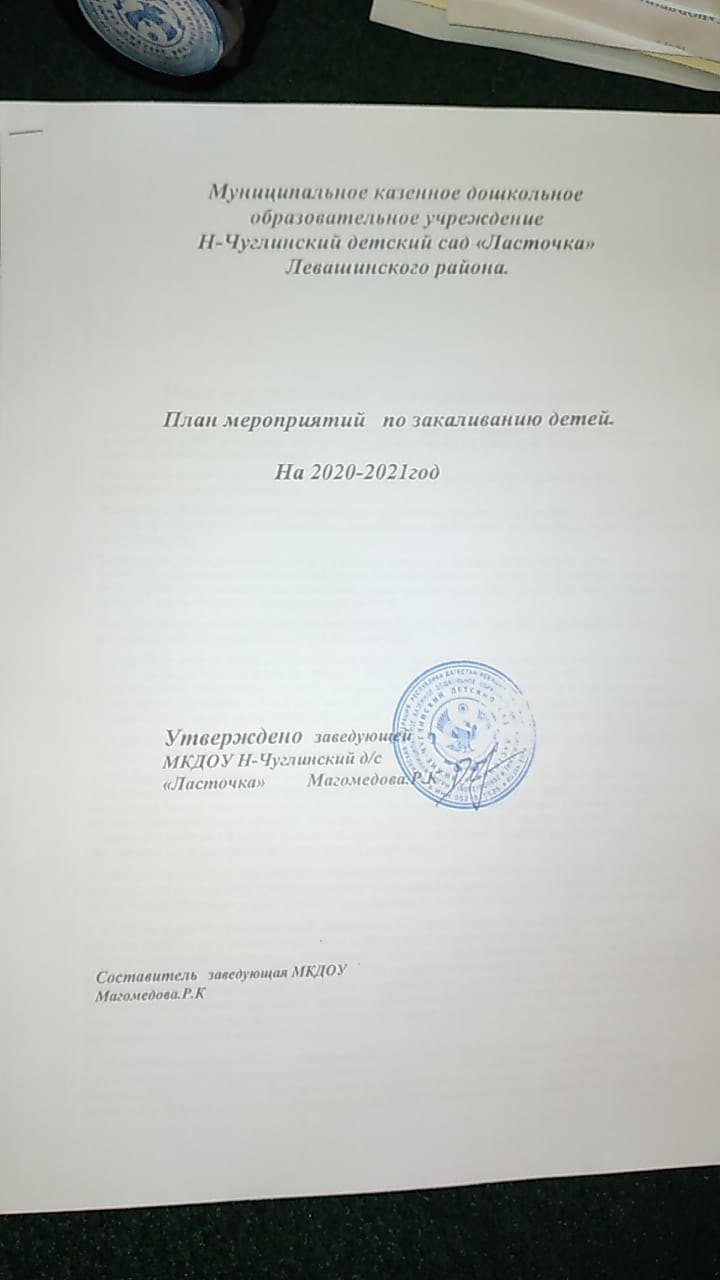 Муниципальное казенное дошкольное
образовательное учреждение
Н-Чуглинский детский сад «Ласточка»
Левашинского района.
План мероприятий по закаливанию детей.
На 2020-2021год
Утверждено заведующей
МКДОУ Н-Чуглинский д/с
«Ласточка» Магомедова.Р.К
Составитель заведующая МКДОУ
Магомедова.Р.К